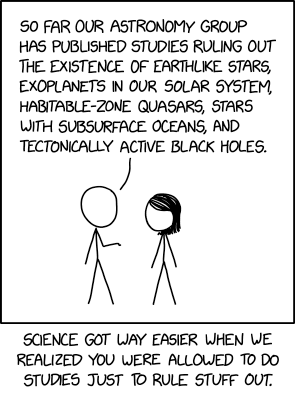 SO FAR OUR ASTRONOMY GROUP
HAS PUBLISHED STUDIES RULING OUT
THE EXISTENCE OF EARTHLIKE STARS,
EXOPLANETS IN OUR SOLAR SYSTEM,
HABITABLE-ZONE QUASARS, STARS
WITH SUBSURFACE OCEANS, AND
TECTONICALLY ACTIVE BLACK HOLES.
SCIENCE GOT WAY EASIER WHEN WE
REALIZED YOU WERE ALLOWED TO DO
STUDIES JUST TO RULE STUFF OUT.